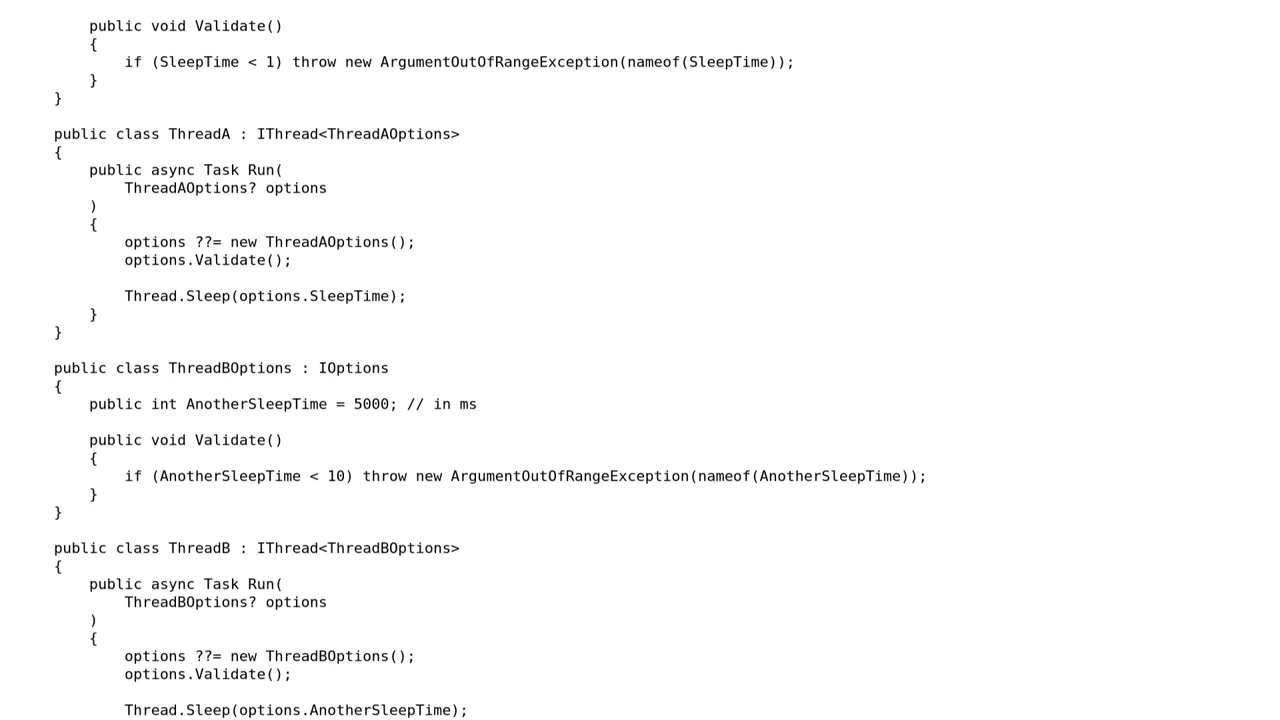 public void Validate()
    {
        if (SleepTime < 1) throw new ArgumentOutOfRangeException(nameof(SleepTime));
    }
}

public class ThreadA : IThread<ThreadAOptions>
{
    public async Task Run(
        ThreadAOptions? options
    )
    {
        options ??= new ThreadAOptions();
        options.Validate();

        Thread.Sleep(options.SleepTime);
    }
}

public class ThreadBOptions : IOptions
{
    public int AnotherSleepTime = 5000; // in ms

    public void Validate()
    {
        if (AnotherSleepTime < 10) throw new ArgumentOutOfRangeException(nameof(AnotherSleepTime));
    }
}

public class ThreadB : IThread<ThreadBOptions>
{
    public async Task Run(
        ThreadBOptions? options
    )
    {
        options ??= new ThreadBOptions();
        options.Validate();

        Thread.Sleep(options.AnotherSleepTime);